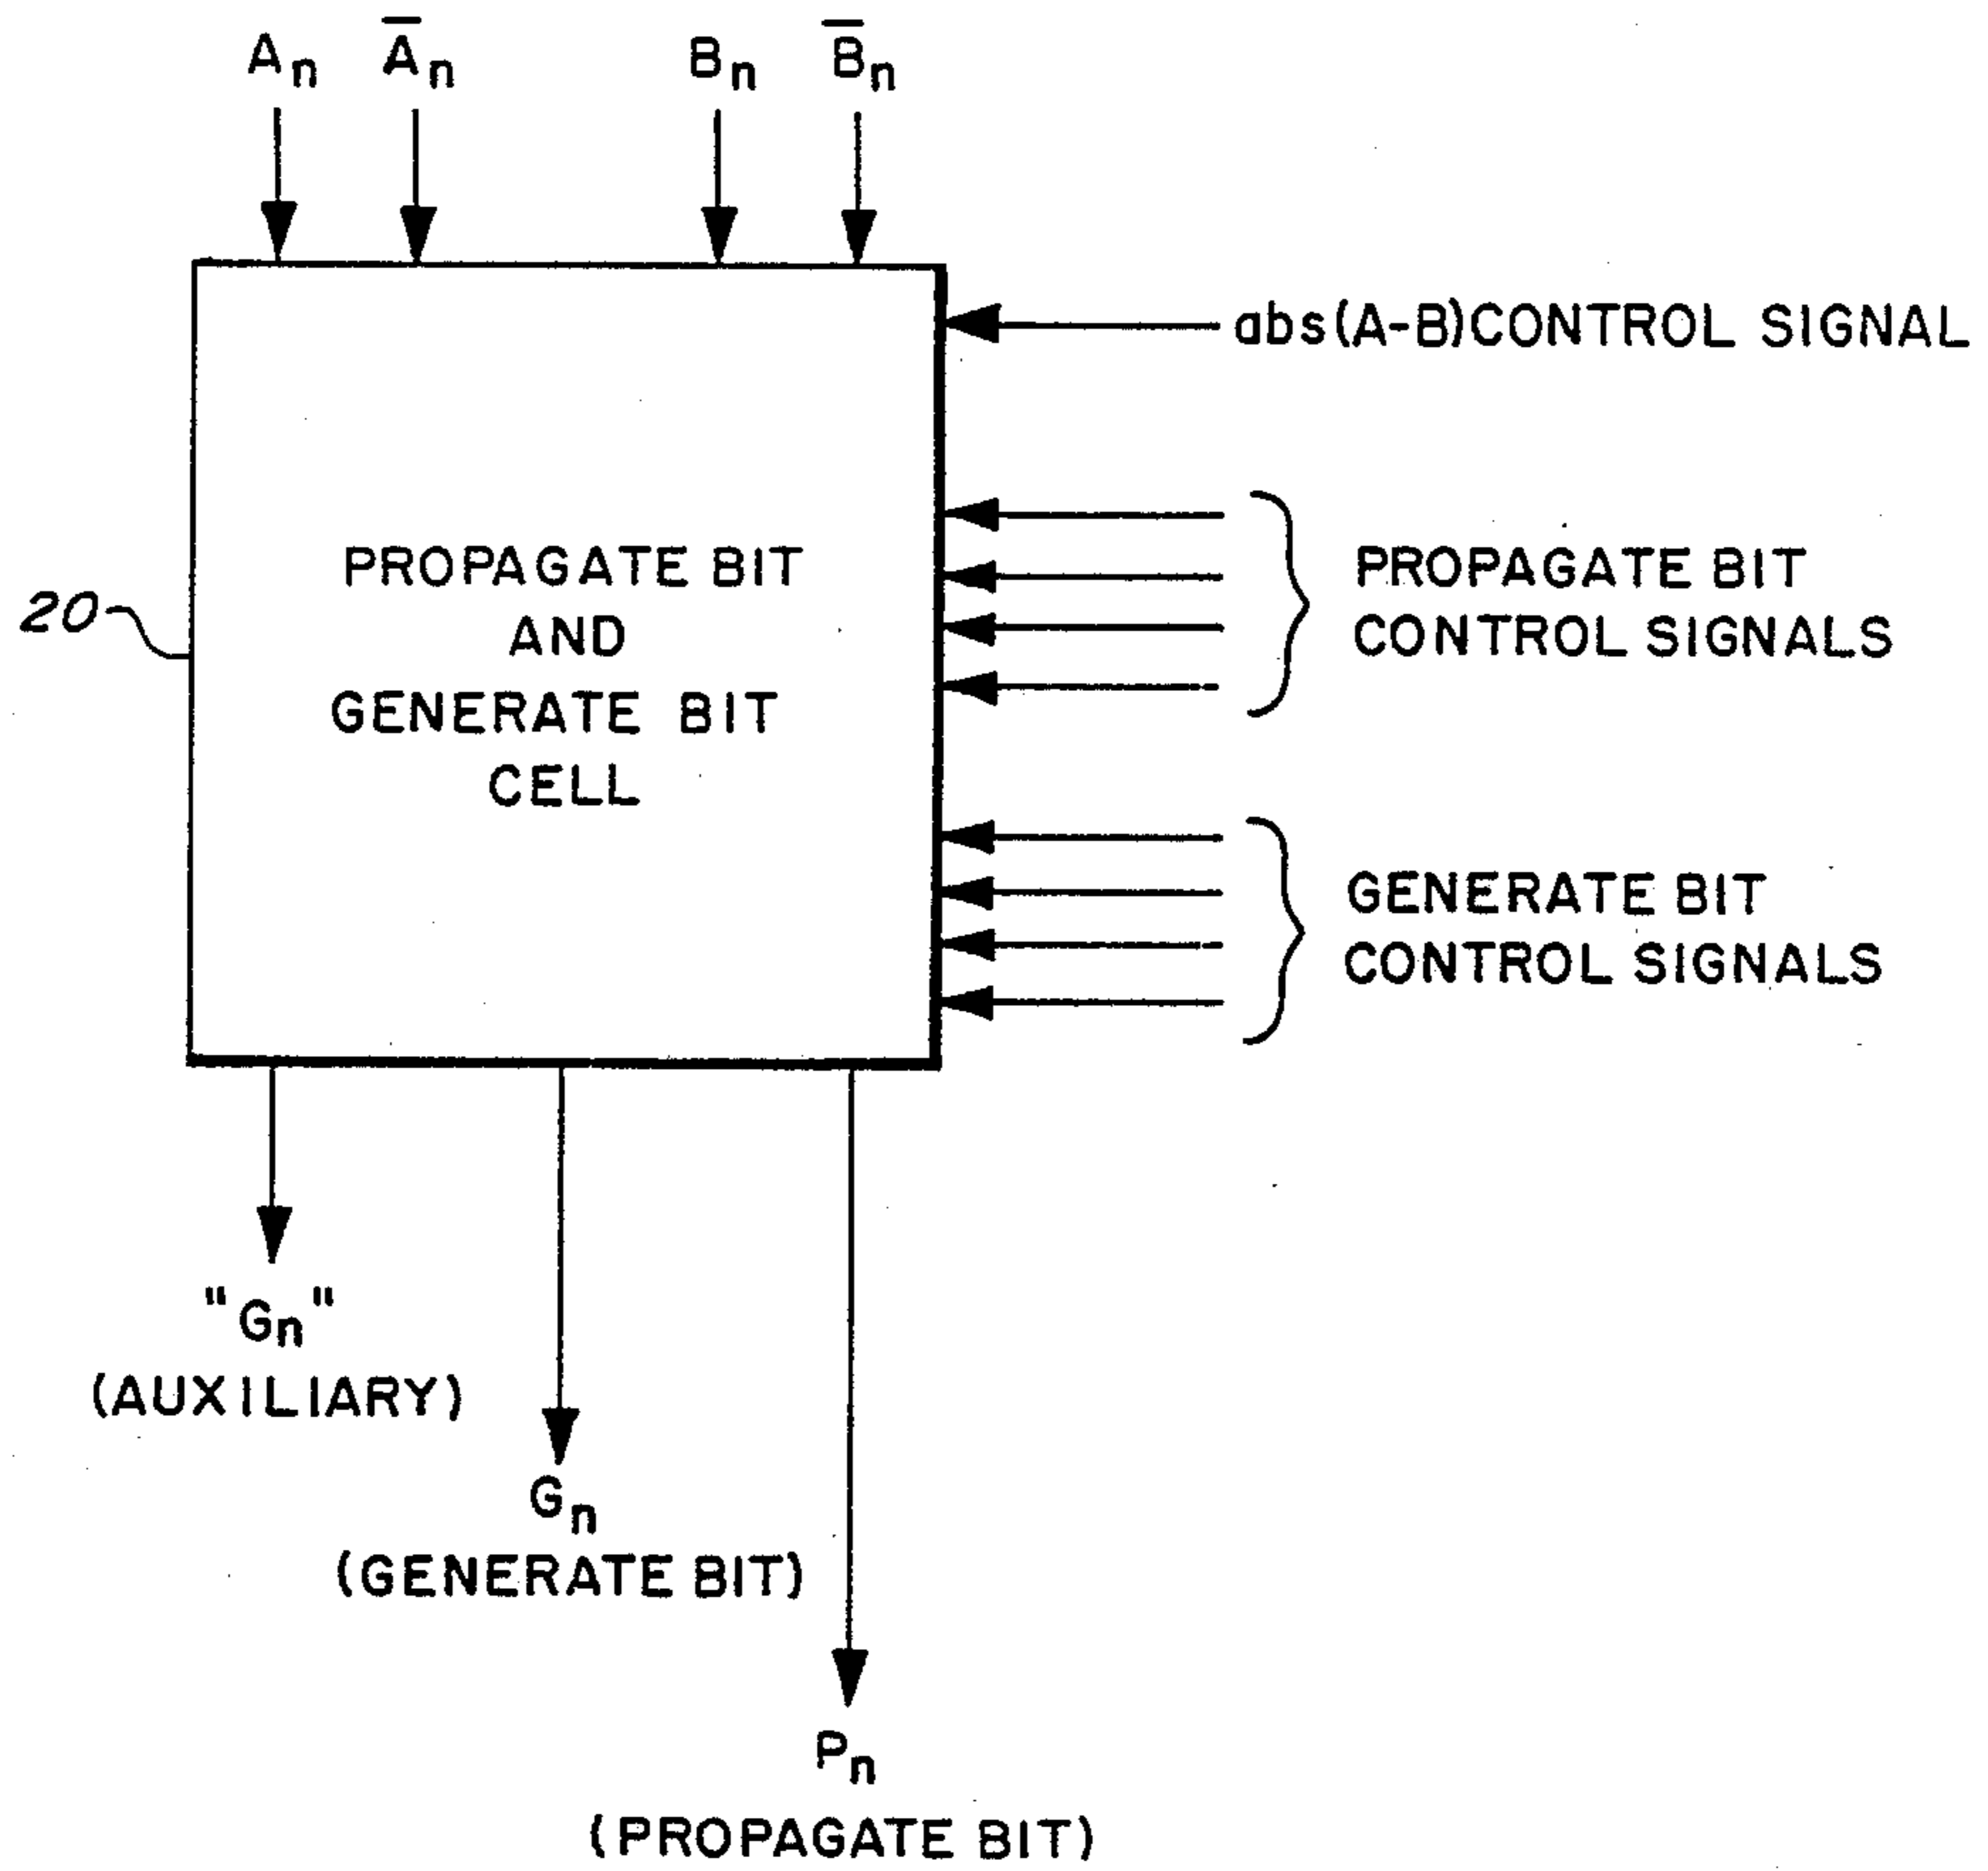 Aₙ A̅ₙ Bₙ B̅ₙ
abs(A-B)CONTROL SIGNAL
PROPAGATE BIT
AND
GENERATE BIT
CELL
20
PROPAGATE BIT
CONTROL SIGNALS
GENERATE BIT
CONTROL SIGNALS
"Gₙ"
(AUXILIARY)
Gₙ
(GENERATE BIT)
Pₙ
(PROPAGATE BIT)